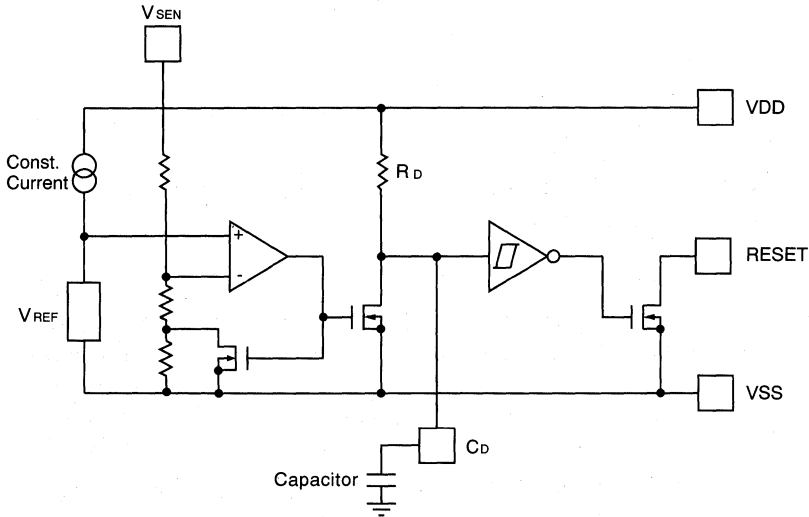 VSEN
VDD
Const.
Current
RD
+
-
RESET
VREF
VSS
CD
Capacitor